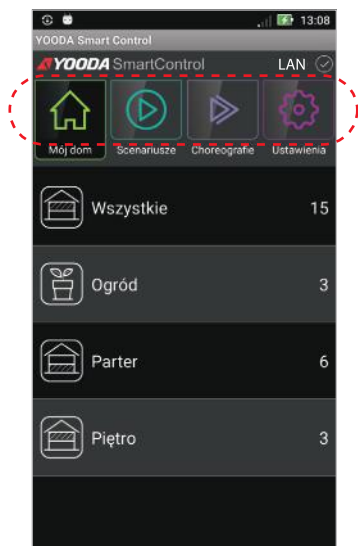 13:08
YOODA Smart Control
YOODA SmartControl LAN
Mój dom Scenariusze Choreografie Ustawienia
Wszystkie 15
Ogród 3
Parter 6
Piętro 3